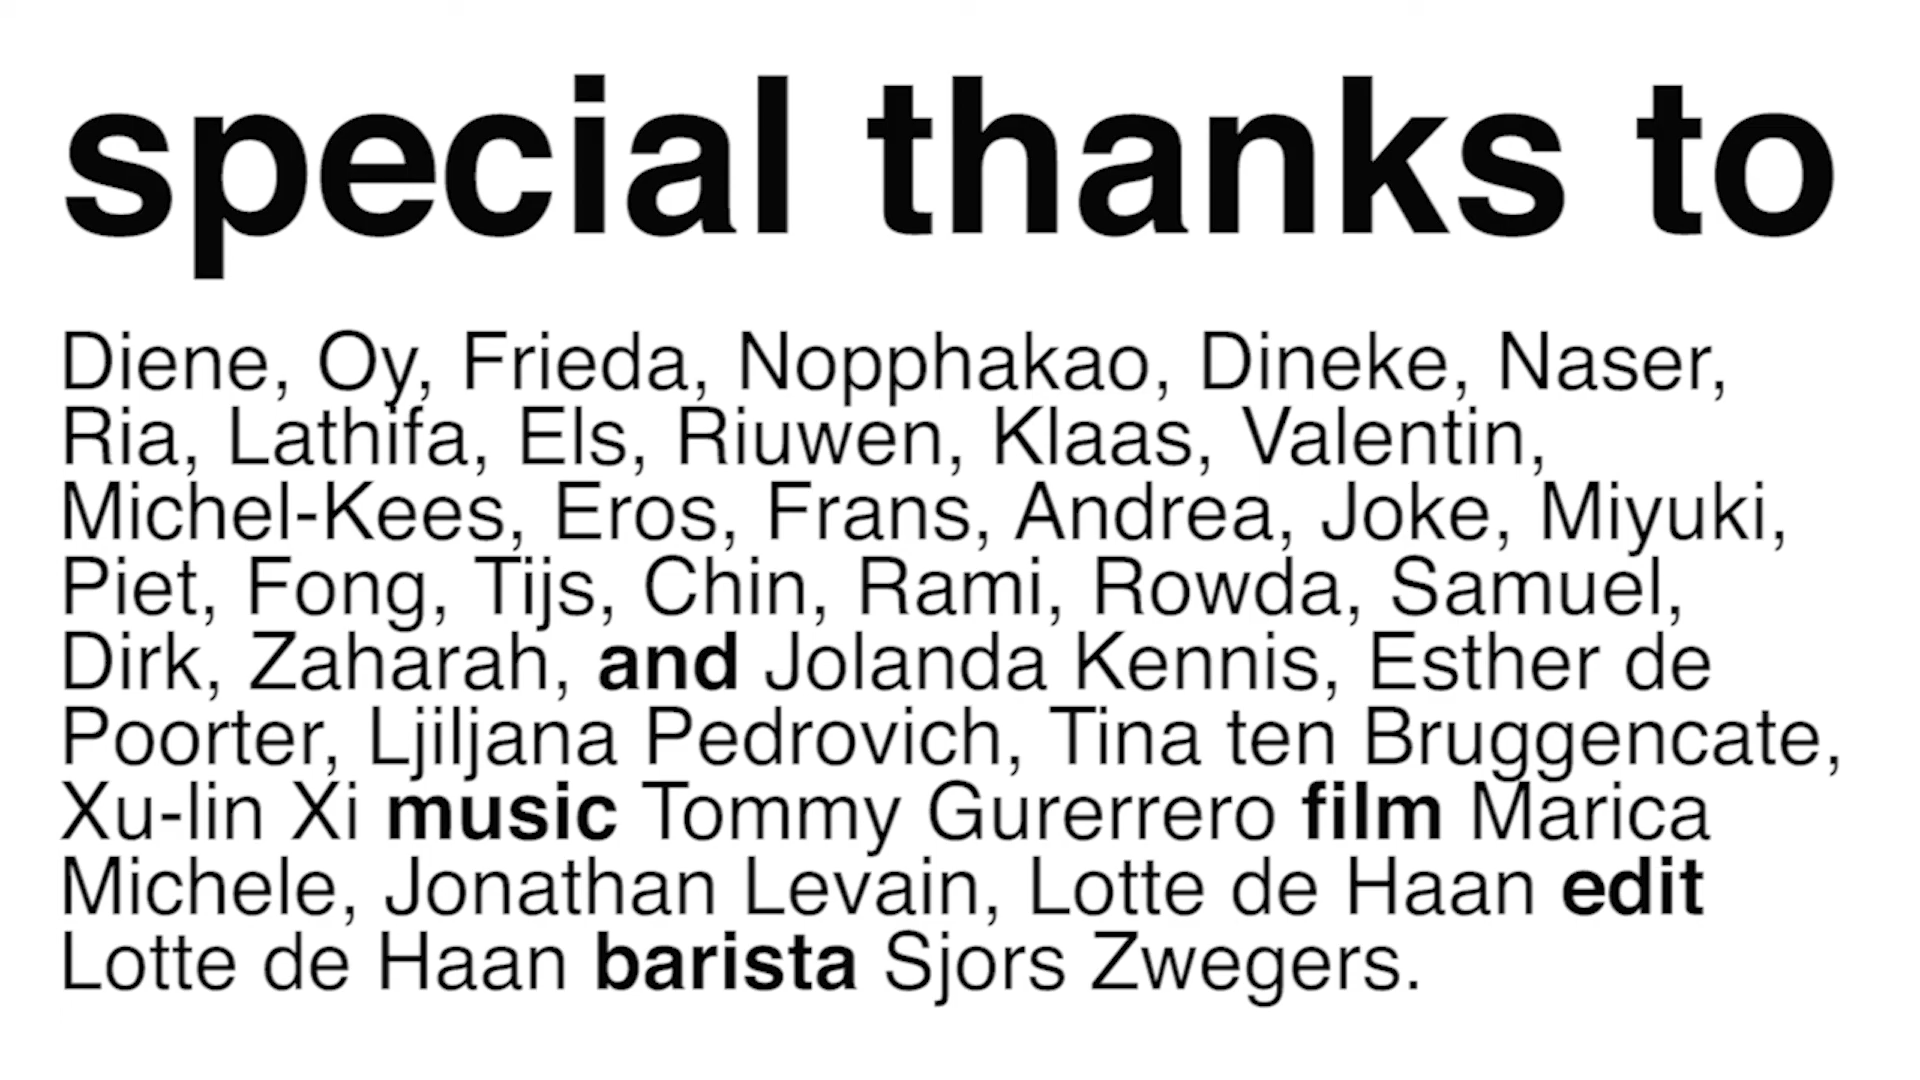 special thanks to
Diene, Oy, Frieda, Nopphakao, Dineke, Naser,
Ria, Lathifa, Els, Riuwen, Klaas, Valentin,
Michel-Kees, Eros, Frans, Andrea, Joke, Miyuki,
Piet, Fong, Tijs, Chin, Rami, Rowda, Samuel,
Dirk, Zaharah, and Jolanda Kennis, Esther de
Poorter, Ljiljana Pedrovich, Tina ten Bruggencate,
Xu-lin Xi music Tommy Gurerrero film Marica
Michele, Jonathan Levain, Lotte de Haan edit
Lotte de Haan barista Sjors Zwegers.